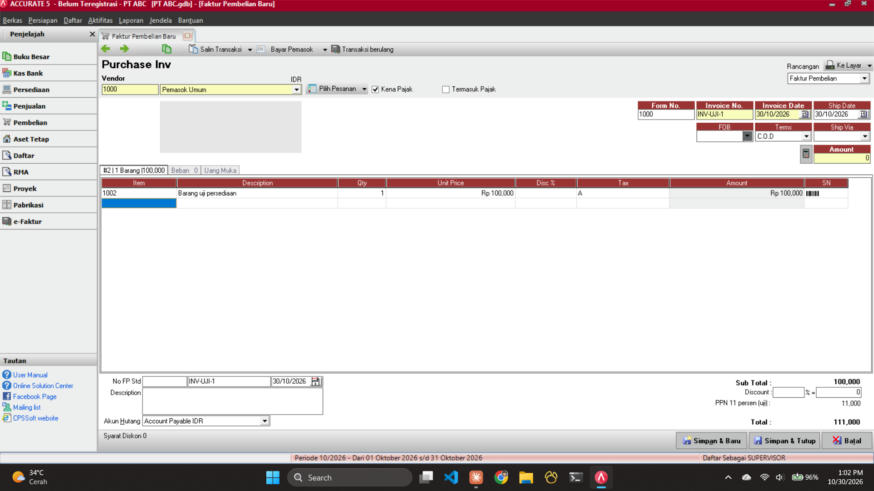 ACCURATE 5 - Belum Teregistrasi - PT ABC [PT ABC.gdb] - [Faktur Pembelian Baru]
Berkas Persiapan Daftar Aktifitas Laporan Jendela Bantuan
Penjelajah
Faktur Pembelian Baru
Salin Transaksi Bayar Pemasok Transaksi berulang
Buku Besar
Kas Bank
Persediaan
Penjualan
Pembelian
Aset Tetap
Daftar
RMA
Proyek
Pabrikasi
e-Faktur
Purchase Inv
Rancangan Ke Layar
Faktur Pembelian
Vendor IDR
1000 Pemasok Umum Pilih Pesanan Kena Pajak Termasuk Pajak
Form No. Invoice No. Invoice Date Ship Date
1000 INV-UJI-1 30/10/2026 30/10/2026
FOB Terms Ship Via
C.O.D
Amount
0
#2 | 1 Barang |100,000 Beban 0 Uang Muka
Item Description Qty Unit Price Disc % Tax Amount SN
1002 Barang uji persediaan 1 Rp 100,000 A Rp 100,000
Tautan
User Manual
Online Solution Center
Facebook Page
Mailing list
CPSSoft website
No FP Std INV-UJI-1 30/10/2026
Description
Akun Hutang Account Payable IDR
Syarat Diskon 0
Sub Total : 100,000
Discount : % = 0
PPN 11 persen (uji) : 11,000
Total : 111,000
Simpan & Baru Simpan & Tutup Batal
Periode 10/2026 - Dari 01 Oktober 2026 s/d 31 Oktober 2026 Daftar Sebagai SUPERVISOR
34°C
Cerah
Search
96%
1:02 PM
10/30/2026